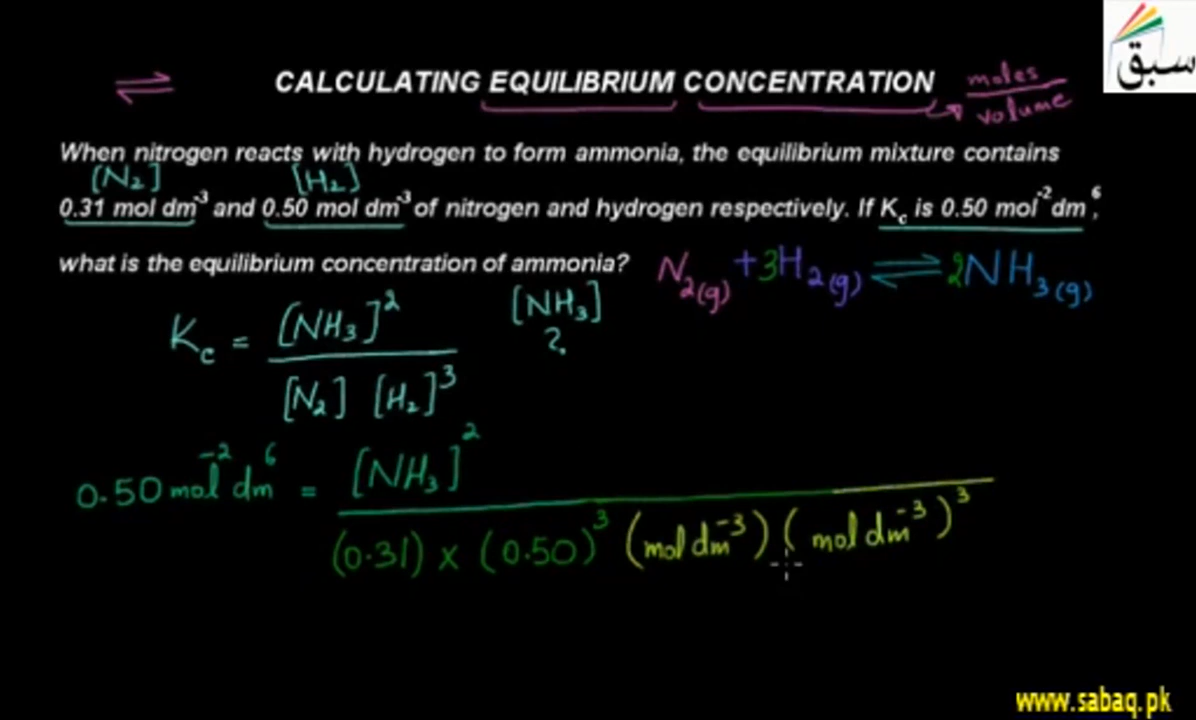 سبق
⇌ CALCULATING EQUILIBRIUM CONCENTRATION moles / volume
When nitrogen reacts with hydrogen to form ammonia, the equilibrium mixture contains
[N₂] [H₂]
0.31 mol dm⁻³ and 0.50 mol dm⁻³ of nitrogen and hydrogen respectively. If K꜀ is 0.50 mol⁻² dm⁶,
what is the equilibrium concentration of ammonia? N₂(g) + 3H₂(g) ⇌ 2NH₃(g)
K꜀ = [NH₃]² / [N₂] [H₂]³
[NH₃]
?
0.50 mol⁻² dm⁶ = [NH₃]² / (0.31) × (0.50)³ (mol dm⁻³) (mol dm⁻³)³
www.sabaq.pk